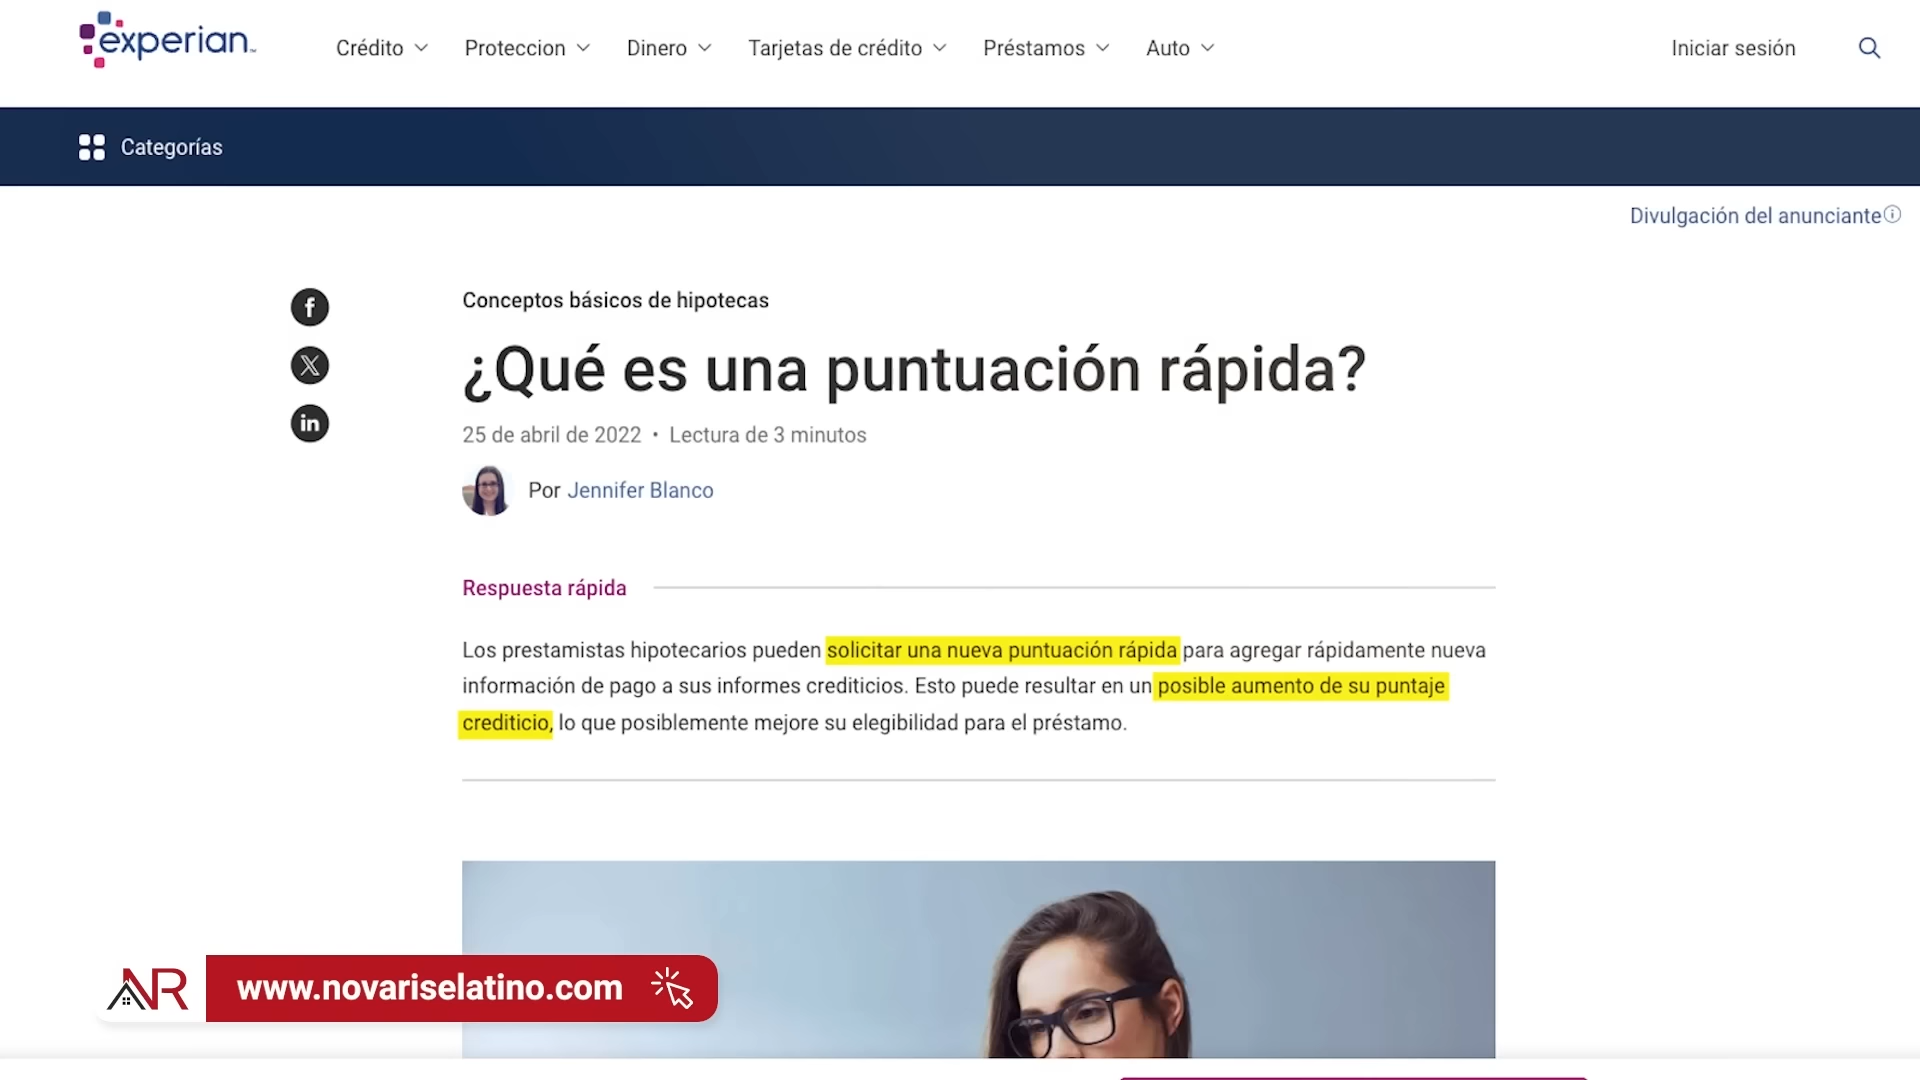 experian
Crédito
Proteccion
Dinero
Tarjetas de crédito
Préstamos
Auto
Iniciar sesión
Categorías
Divulgación del anunciante
Conceptos básicos de hipotecas
¿Qué es una puntuación rápida?
25 de abril de 2022 • Lectura de 3 minutos
Por Jennifer Blanco
Respuesta rápida
Los prestamistas hipotecarios pueden solicitar una nueva puntuación rápida para agregar rápidamente nueva
información de pago a sus informes crediticios. Esto puede resultar en un posible aumento de su puntaje
crediticio, lo que posiblemente mejore su elegibilidad para el préstamo.
NR
www.novariselatino.com